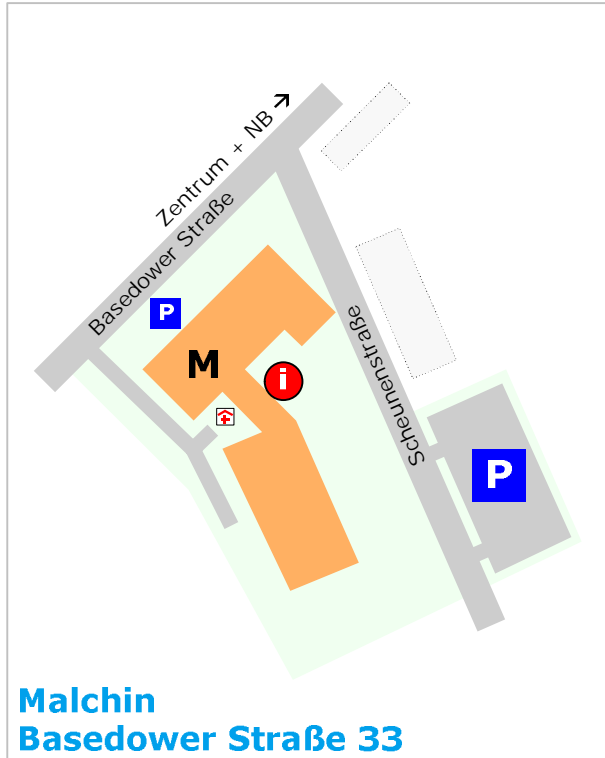 Zentrum + NB
Basedower Straße
P
M
i
Scheunenstraße
P
Malchin
Basedower Straße 33